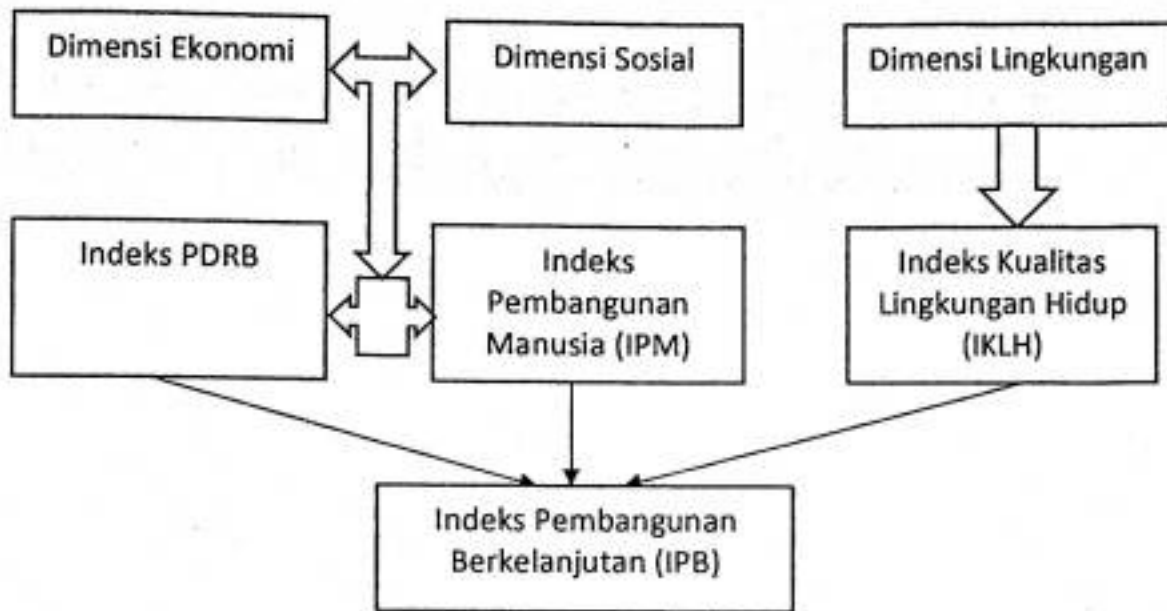 Dimensi Ekonomi
Dimensi Sosial
Dimensi Lingkungan
Indeks PDRB
Indeks
Pembangunan
Manusia (IPM)
Indeks Kualitas
Lingkungan Hidup
(IKLH)
Indeks Pembangunan
Berkelanjutan (IPB)